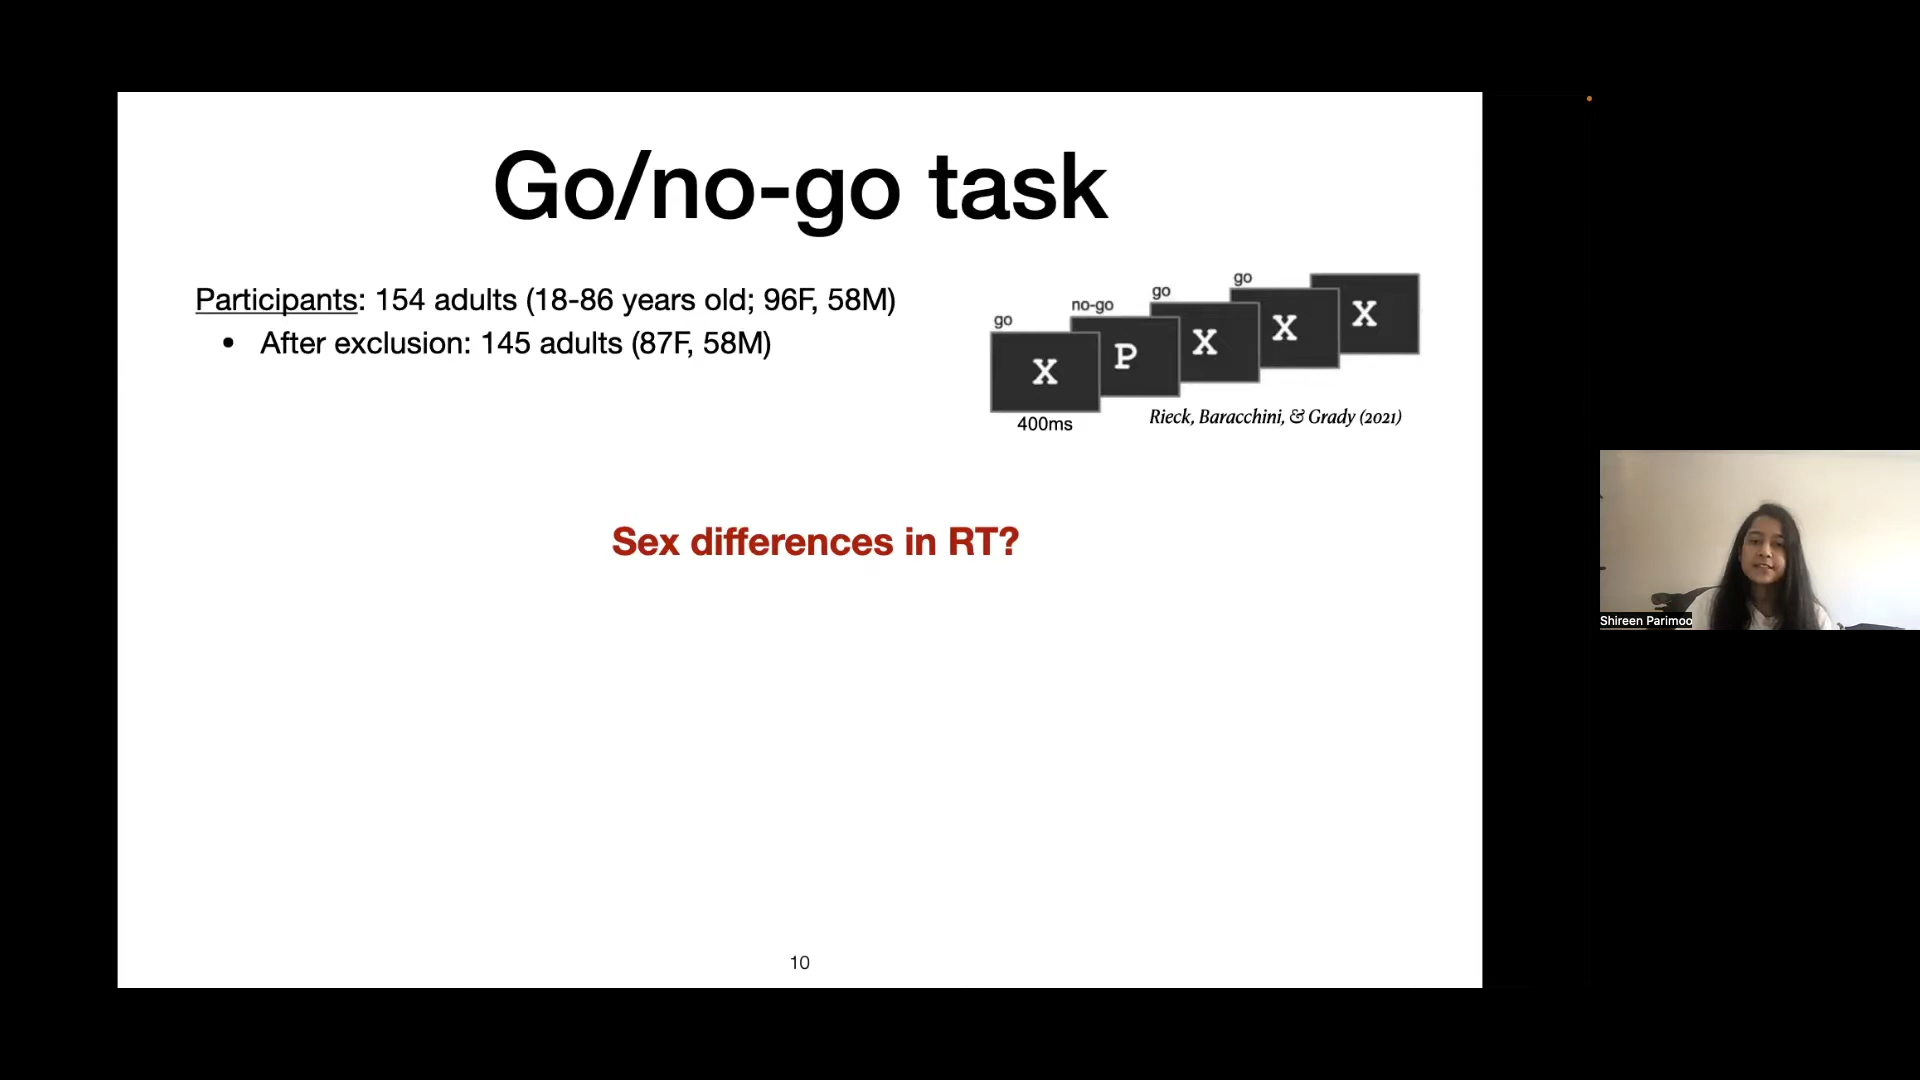 Go/no-go task
Participants: 154 adults (18-86 years old; 96F, 58M)
• After exclusion: 145 adults (87F, 58M)
go
no-go
go
go
X
P
X
X
X
400ms
Rieck, Baracchini, & Grady (2021)
Sex differences in RT?
10
Shireen Parimoo